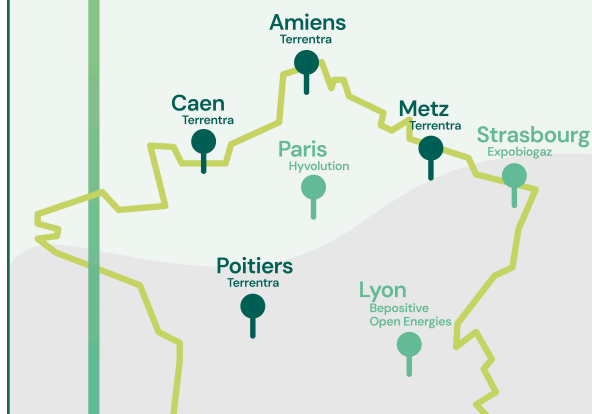 Amiens
Terrentra
Caen
Terrentra
Metz
Terrentra
Strasbourg
Expobiogaz
Paris
Hyvolution
Poitiers
Terrentra
Lyon
Bepositive
Open Energies